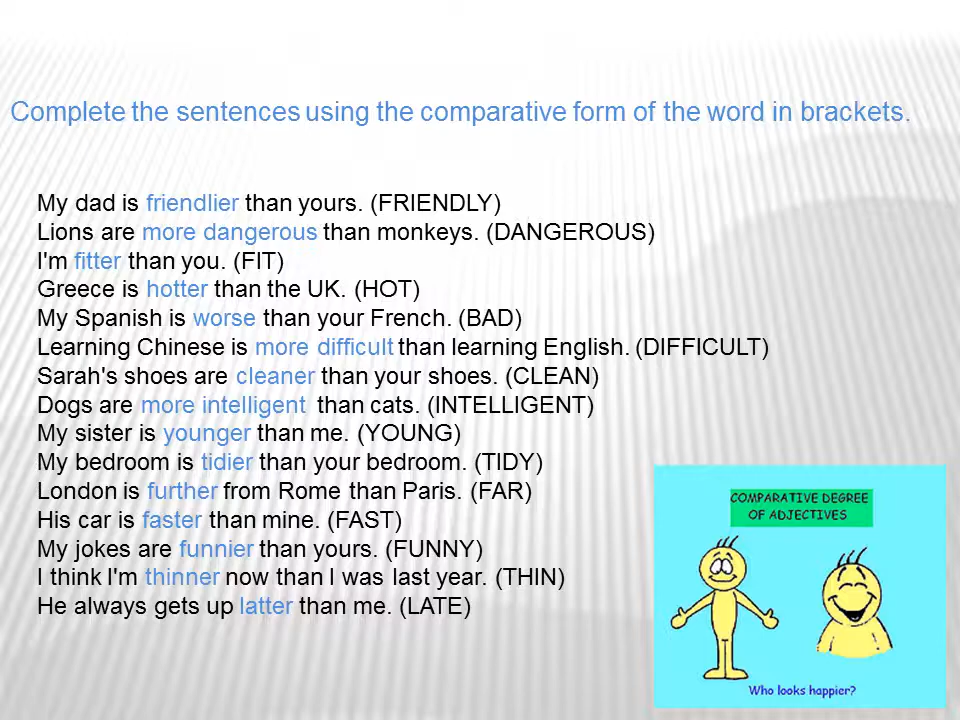 Complete the sentences using the comparative form of the word in brackets.
My dad is friendlier than yours. (FRIENDLY)
Lions are more dangerous than monkeys. (DANGEROUS)
I'm fitter than you. (FIT)
Greece is hotter than the UK. (HOT)
My Spanish is worse than your French. (BAD)
Learning Chinese is more difficult than learning English. (DIFFICULT)
Sarah's shoes are cleaner than your shoes. (CLEAN)
Dogs are more intelligent than cats. (INTELLIGENT)
My sister is younger than me. (YOUNG)
My bedroom is tidier than your bedroom. (TIDY)
London is further from Rome than Paris. (FAR)
His car is faster than mine. (FAST)
My jokes are funnier than yours. (FUNNY)
I think I'm thinner now than I was last year. (THIN)
He always gets up latter than me. (LATE)
COMPARATIVE DEGREE
OF ADJECTIVES
Who looks happier?